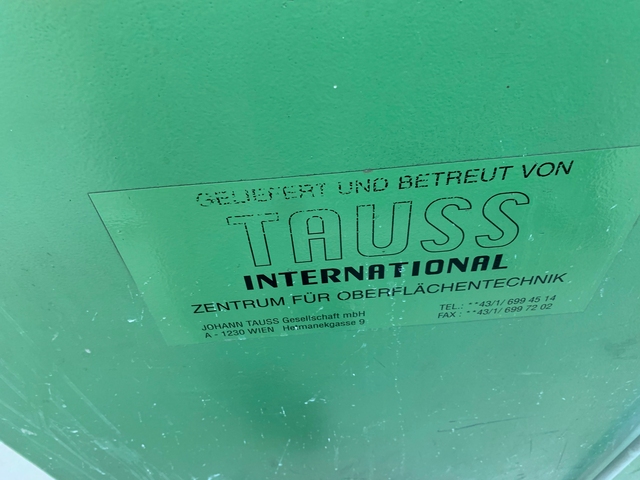 GELIEFERT UND BETREUT VON
TAUSS
INTERNATIONAL
ZENTRUM FÜR OBERFLÄCHENTECHNIK
JOHANN TAUSS Gesellschaft mbH
A - 1230 WIEN Hermanekgasse 9
TEL.: **43/1/ 699 45 14
FAX : **43/1/ 699 72 02